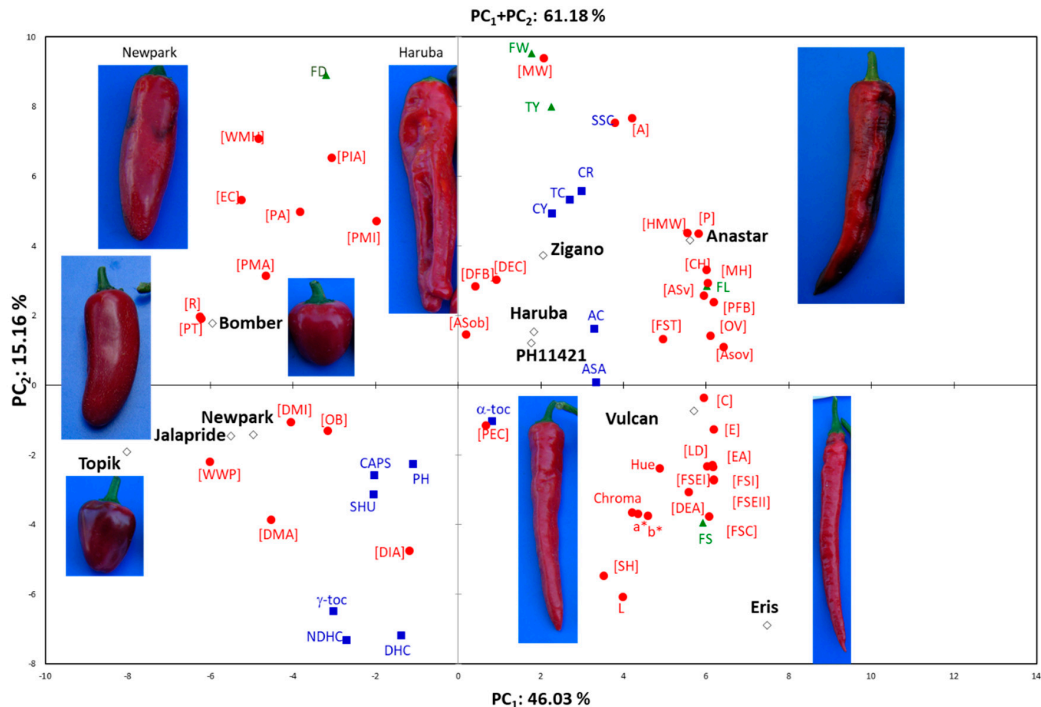 PC1+PC2: 61.18 %
Newpark
Haruba
10
FW
[MW]
FD
8
TY
SSC
[A]
[WMH]
[PIA]
6
[EC]
CR
TC
CY
[PA]
[PMI]
4
[HMW]
[P]
Anastar
Zigano
[PMA]
[DFB]
[DEC]
[CH]
[MH]
FL
[ASv]
[PFB]
2
[R]
[PT]
Bomber
[ASob]
Haruba
PH11421
AC
[FST]
[OV]
[Asov]
ASA
0
PC2: 15.16 %
Newpark
[DMI]
[OB]
α-toc
[PEC]
Vulcan
[C]
[E]
Jalapride
Topik
-2
[WWP]
CAPS
PH
SHU
Hue
[LD]
[EA]
[FSEI]
[FSI]
[DEA]
[FSEII]
Chroma
a*
b*
[FSC]
FS
-4
[DMA]
[DIA]
[SH]
L
-6
γ-toc
NDHC
DHC
Eris
-8
-10 -8 -6 -4 -2 0 2 4 6 8 10 12 14
PC1: 46.03 %